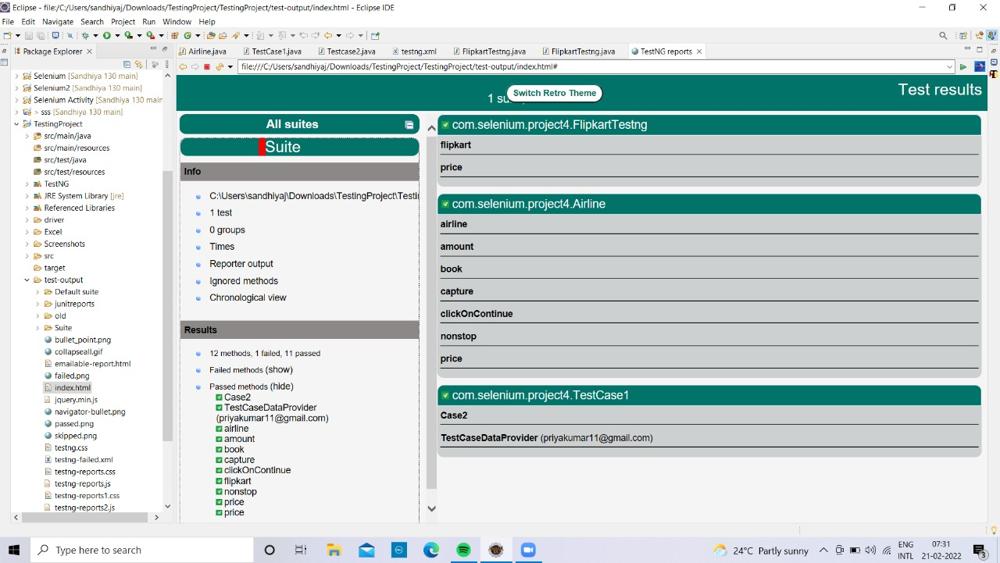 Eclipse - file:/C:/Users/sandhiyaj/Downloads/TestingProject/TestingProject/test-output/index.html - Eclipse IDE
File Edit Navigate Search Project Run Window Help
Package Explorer
Airline.java TestCase1.java Testcase2.java testng.xml FlipkartTestng.java FlipkartTestng.java TestNG reports
file:///C:/Users/sandhiyaj/Downloads/TestingProject/TestingProject/test-output/index.html#
Selenium [Sandhiya 130 main]
Selenium2 [Sandhiya 130 main]
Selenium Activity [Sandhiya 130 main
sss [Sandhiya 130 main]
TestingProject
src/main/java
src/main/resources
src/test/java
src/test/resources
TestNG
JRE System Library [jre]
Referenced Libraries
driver
Excel
Screenshots
src
target
test-output
Default suite
junitreports
old
Suite
bullet_point.png
collapseall.gif
emailable-report.html
failed.png
index.html
jquery.min.js
navigator-bullet.png
passed.png
skipped.png
testng.css
testng-failed.xml
testng-reports.css
testng-reports.js
testng-reports1.css
testng-reports2.js
Test results
1 su
Switch Retro Theme
All suites
Suite
Info
C:\Users\sandhiyaj\Downloads\TestingProject\Testi
1 test
0 groups
Times
Reporter output
Ignored methods
Chronological view
Results
12 methods, 1 failed, 11 passed
Failed methods (show)
Passed methods (hide)
Case2
TestCaseDataProvider
(priyakumar11@gmail.com)
airline
amount
book
capture
clickOnContinue
flipkart
nonstop
price
price
com.selenium.project4.FlipkartTestng
flipkart
price
com.selenium.project4.Airline
airline
amount
book
capture
clickOnContinue
nonstop
price
com.selenium.project4.TestCase1
Case2
TestCaseDataProvider (priyakumar11@gmail.com)
Type here to search
24°C Partly sunny
ENG
INTL
07:31
21-02-2022
3